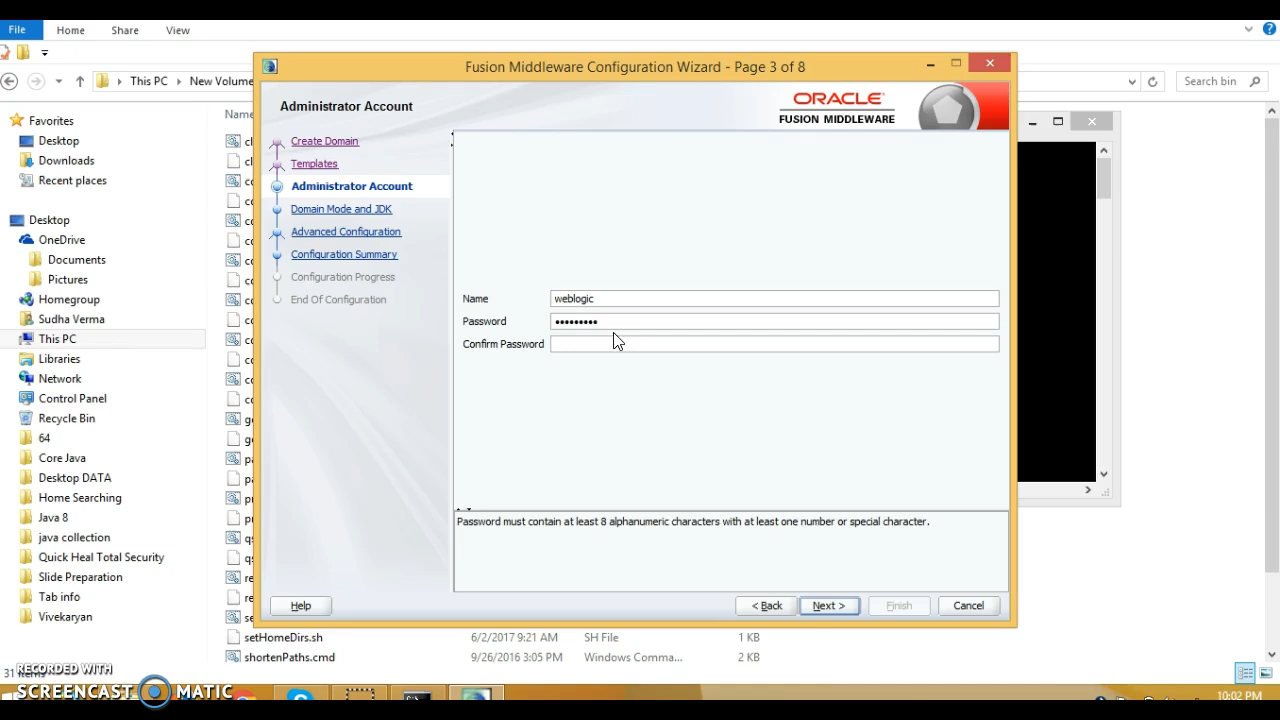 File Home Share View
This PC New Volume Search bin
Fusion Middleware Configuration Wizard - Page 3 of 8
Administrator Account
ORACLE
FUSION MIDDLEWARE
Create Domain
Templates
Administrator Account
Domain Mode and JDK
Advanced Configuration
Configuration Summary
Configuration Progress
End Of Configuration
Name weblogic
Password •••••••••
Confirm Password
Password must contain at least 8 alphanumeric characters with at least one number or special character.
Help < Back Next > Finish Cancel
Favorites
Desktop
Downloads
Recent places
Desktop
OneDrive
Documents
Pictures
Homegroup
Sudha Verma
This PC
Libraries
Network
Control Panel
Recycle Bin
64
Core Java
Desktop DATA
Home Searching
Java 8
java collection
Quick Heal Total Security
Slide Preparation
Tab info
Vivekaryan
setHomeDirs.sh 6/2/2017 9:21 AM SH File 1 KB
shortenPaths.cmd 9/26/2016 3:05 PM Windows Comma... 2 KB
31 items
RECORDED WITH
SCREENCAST MATIC
10:02 PM